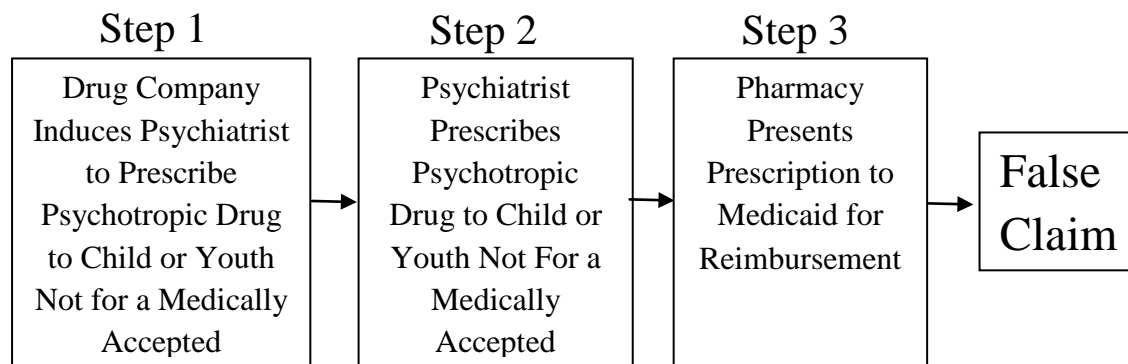 Step 1
Drug Company
Induces Psychiatrist
to Prescribe
Psychotropic Drug
to Child or Youth
Not for a Medically
Accepted
Step 2
Psychiatrist
Prescribes
Psychotropic
Drug to Child or
Youth Not For a
Medically
Accepted
Step 3
Pharmacy
Presents
Prescription to
Medicaid for
Reimbursement
False
Claim